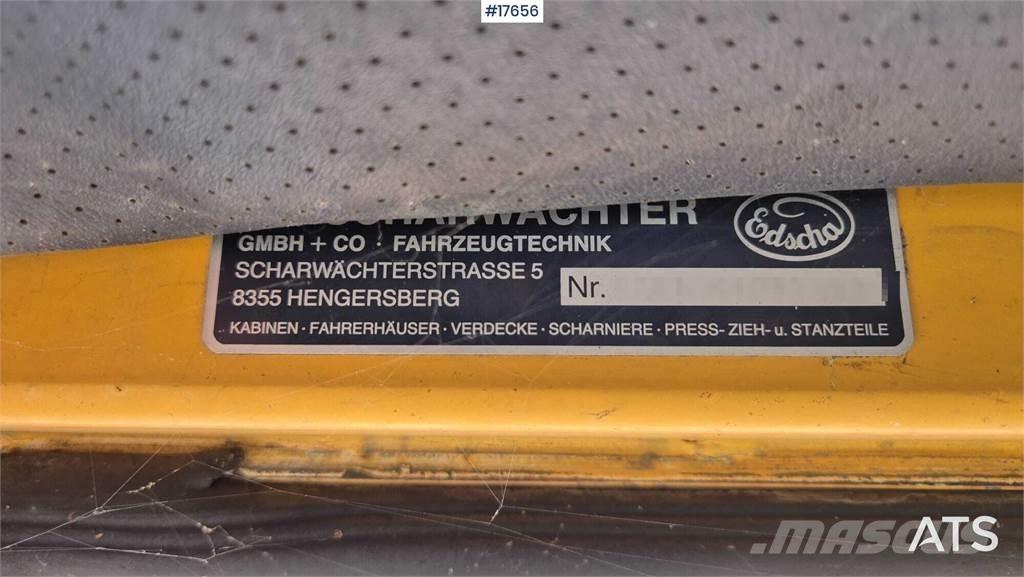 #17656
SCHARWÄCHTER
Edscha
GMBH + CO · FAHRZEUGTECHNIK
SCHARWÄCHTERSTRASSE 5
8355 HENGERSBERG
Nr.
KABINEN · FAHRERHÄUSER · VERDECKE · SCHARNIERE · PRESS- ZIEH- u. STANZTEILE
MASCUS
ATS